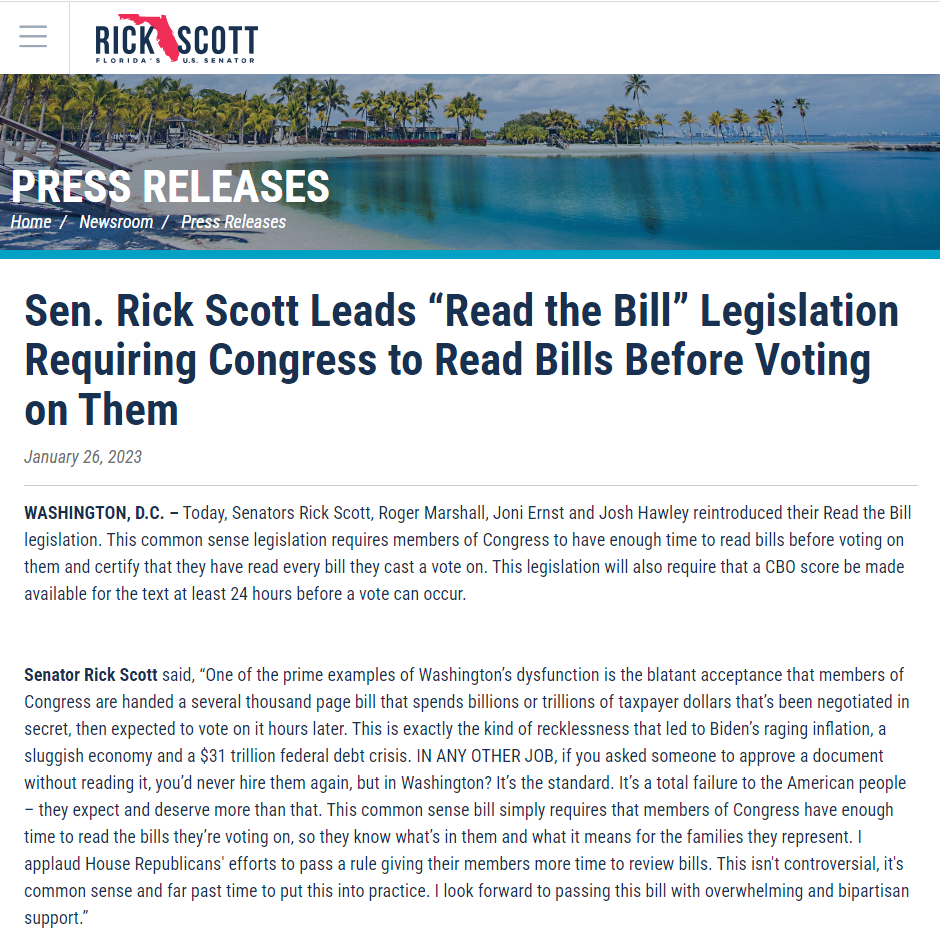 RICK SCOTT
FLORIDA'S U.S. SENATOR
PRESS RELEASES
Home / Newsroom / Press Releases
Sen. Rick Scott Leads “Read the Bill” Legislation
Requiring Congress to Read Bills Before Voting
on Them
January 26, 2023
WASHINGTON, D.C. – Today, Senators Rick Scott, Roger Marshall, Joni Ernst and Josh Hawley reintroduced their Read the Bill
legislation. This common sense legislation requires members of Congress to have enough time to read bills before voting on
them and certify that they have read every bill they cast a vote on. This legislation will also require that a CBO score be made
available for the text at least 24 hours before a vote can occur.
Senator Rick Scott said, “One of the prime examples of Washington’s dysfunction is the blatant acceptance that members of
Congress are handed a several thousand page bill that spends billions or trillions of taxpayer dollars that’s been negotiated in
secret, then expected to vote on it hours later. This is exactly the kind of recklessness that led to Biden’s raging inflation, a
sluggish economy and a $31 trillion federal debt crisis. IN ANY OTHER JOB, if you asked someone to approve a document
without reading it, you’d never hire them again, but in Washington? It’s the standard. It’s a total failure to the American people
– they expect and deserve more than that. This common sense bill simply requires that members of Congress have enough
time to read the bills they’re voting on, so they know what’s in them and what it means for the families they represent. I
applaud House Republicans' efforts to pass a rule giving their members more time to review bills. This isn't controversial, it's
common sense and far past time to put this into practice. I look forward to passing this bill with overwhelming and bipartisan
support.”